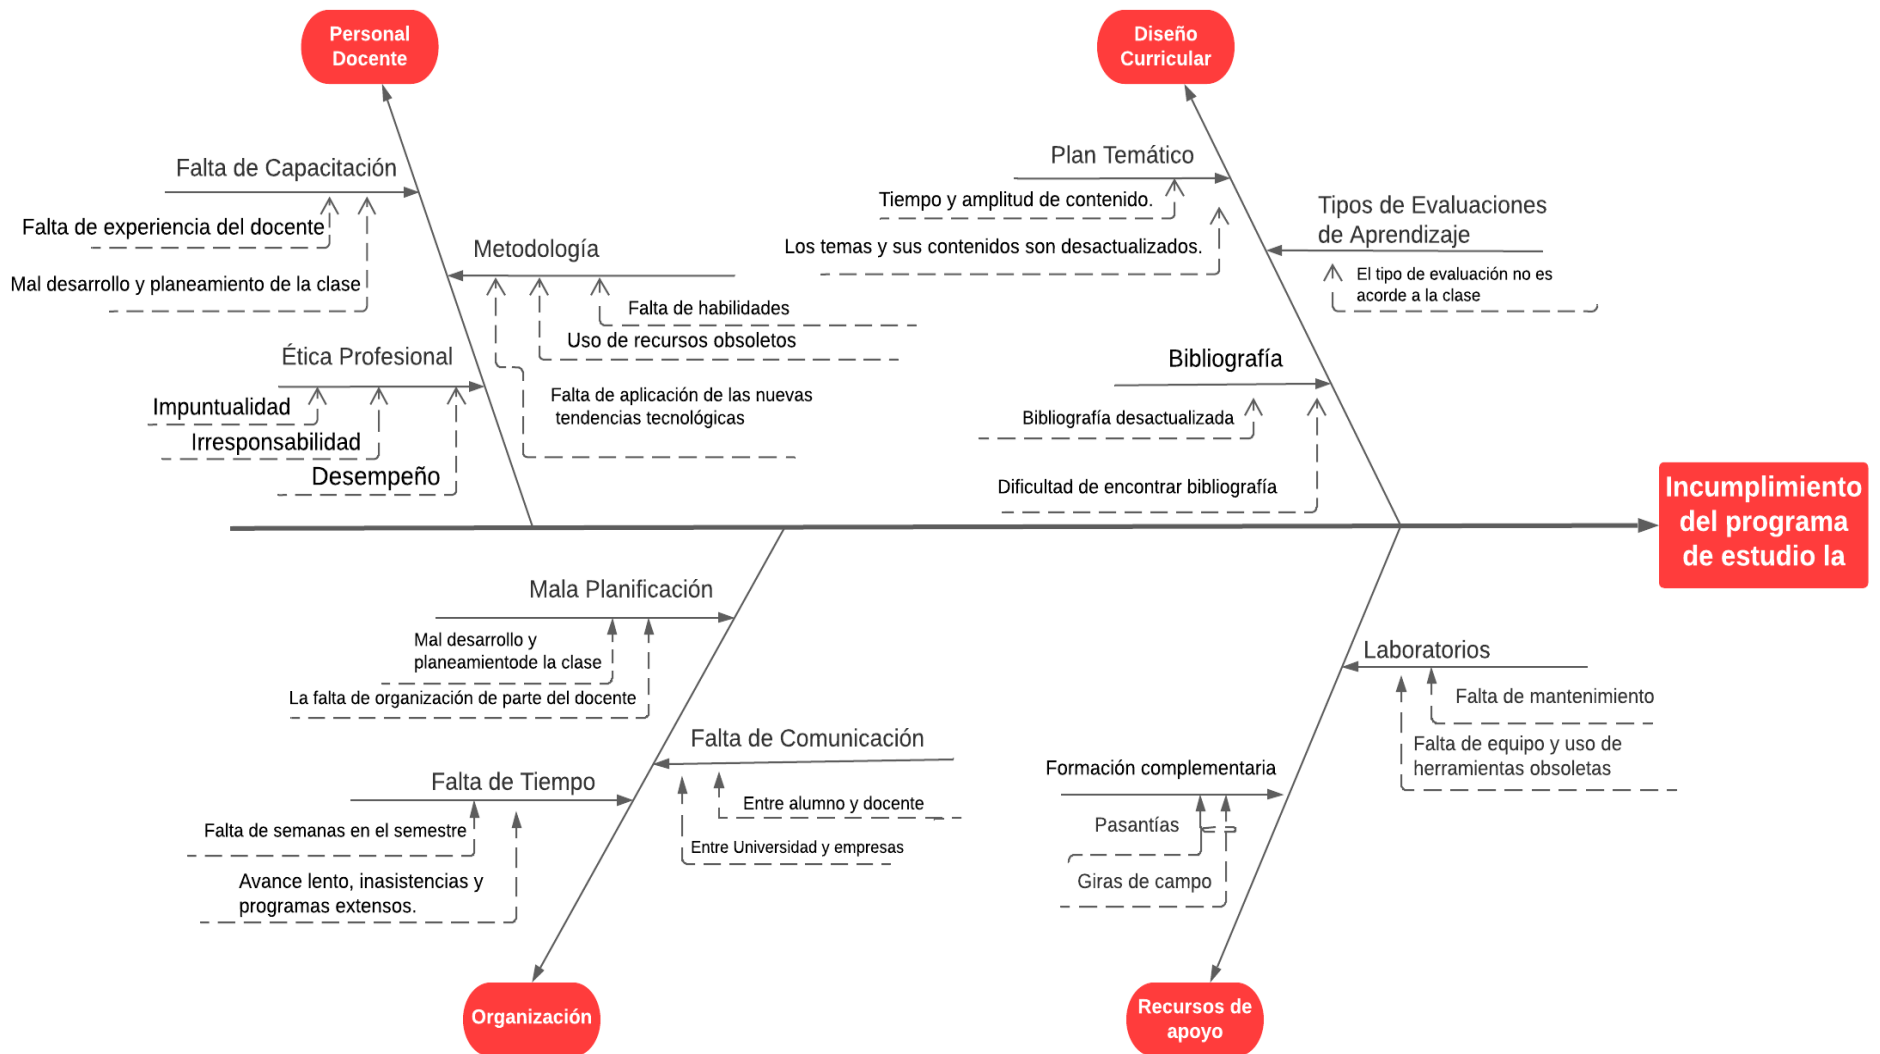 Personal
Docente
Diseño
Curricular
Falta de Capacitación
Falta de experiencia del docente
Mal desarrollo y planeamiento de la clase
Metodología
Falta de habilidades
Uso de recursos obsoletos
Falta de aplicación de las nuevas
tendencias tecnológicas
Ética Profesional
Impuntualidad
Irresponsabilidad
Desempeño
Plan Temático
Tiempo y amplitud de contenido.
Los temas y sus contenidos son desactualizados.
Tipos de Evaluaciones
de Aprendizaje
El tipo de evaluación no es
acorde a la clase
Bibliografía
Bibliografía desactualizada
Dificultad de encontrar bibliografía
Incumplimiento
del programa
de estudio la
Mala Planificación
Mal desarrollo y
planeamientode la clase
La falta de organización de parte del docente
Falta de Comunicación
Entre alumno y docente
Entre Universidad y empresas
Falta de Tiempo
Falta de semanas en el semestre
Avance lento, inasistencias y
programas extensos.
Laboratorios
Falta de mantenimiento
Falta de equipo y uso de
herramientas obsoletas
Formación complementaria
Pasantías
Giras de campo
Organización
Recursos de
apoyo